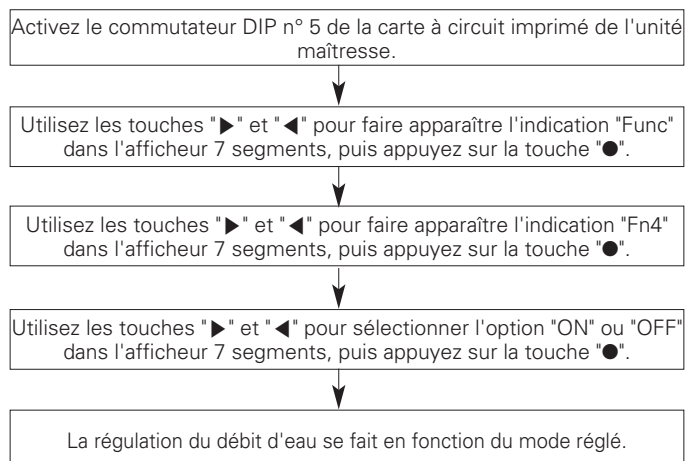 Activez le commutateur DIP n° 5 de la carte à circuit imprimé de l'unité
maîtresse.
Utilisez les touches "▶" et "◀" pour faire apparaître l'indication "Func"
dans l'afficheur 7 segments, puis appuyez sur la touche "●".
Utilisez les touches "▶" et "◀" pour faire apparaître l'indication "Fn4"
dans l'afficheur 7 segments, puis appuyez sur la touche "●".
Utilisez les touches "▶" et "◀" pour sélectionner l'option "ON" ou "OFF"
dans l'afficheur 7 segments, puis appuyez sur la touche "●".
La régulation du débit d'eau se fait en fonction du mode réglé.